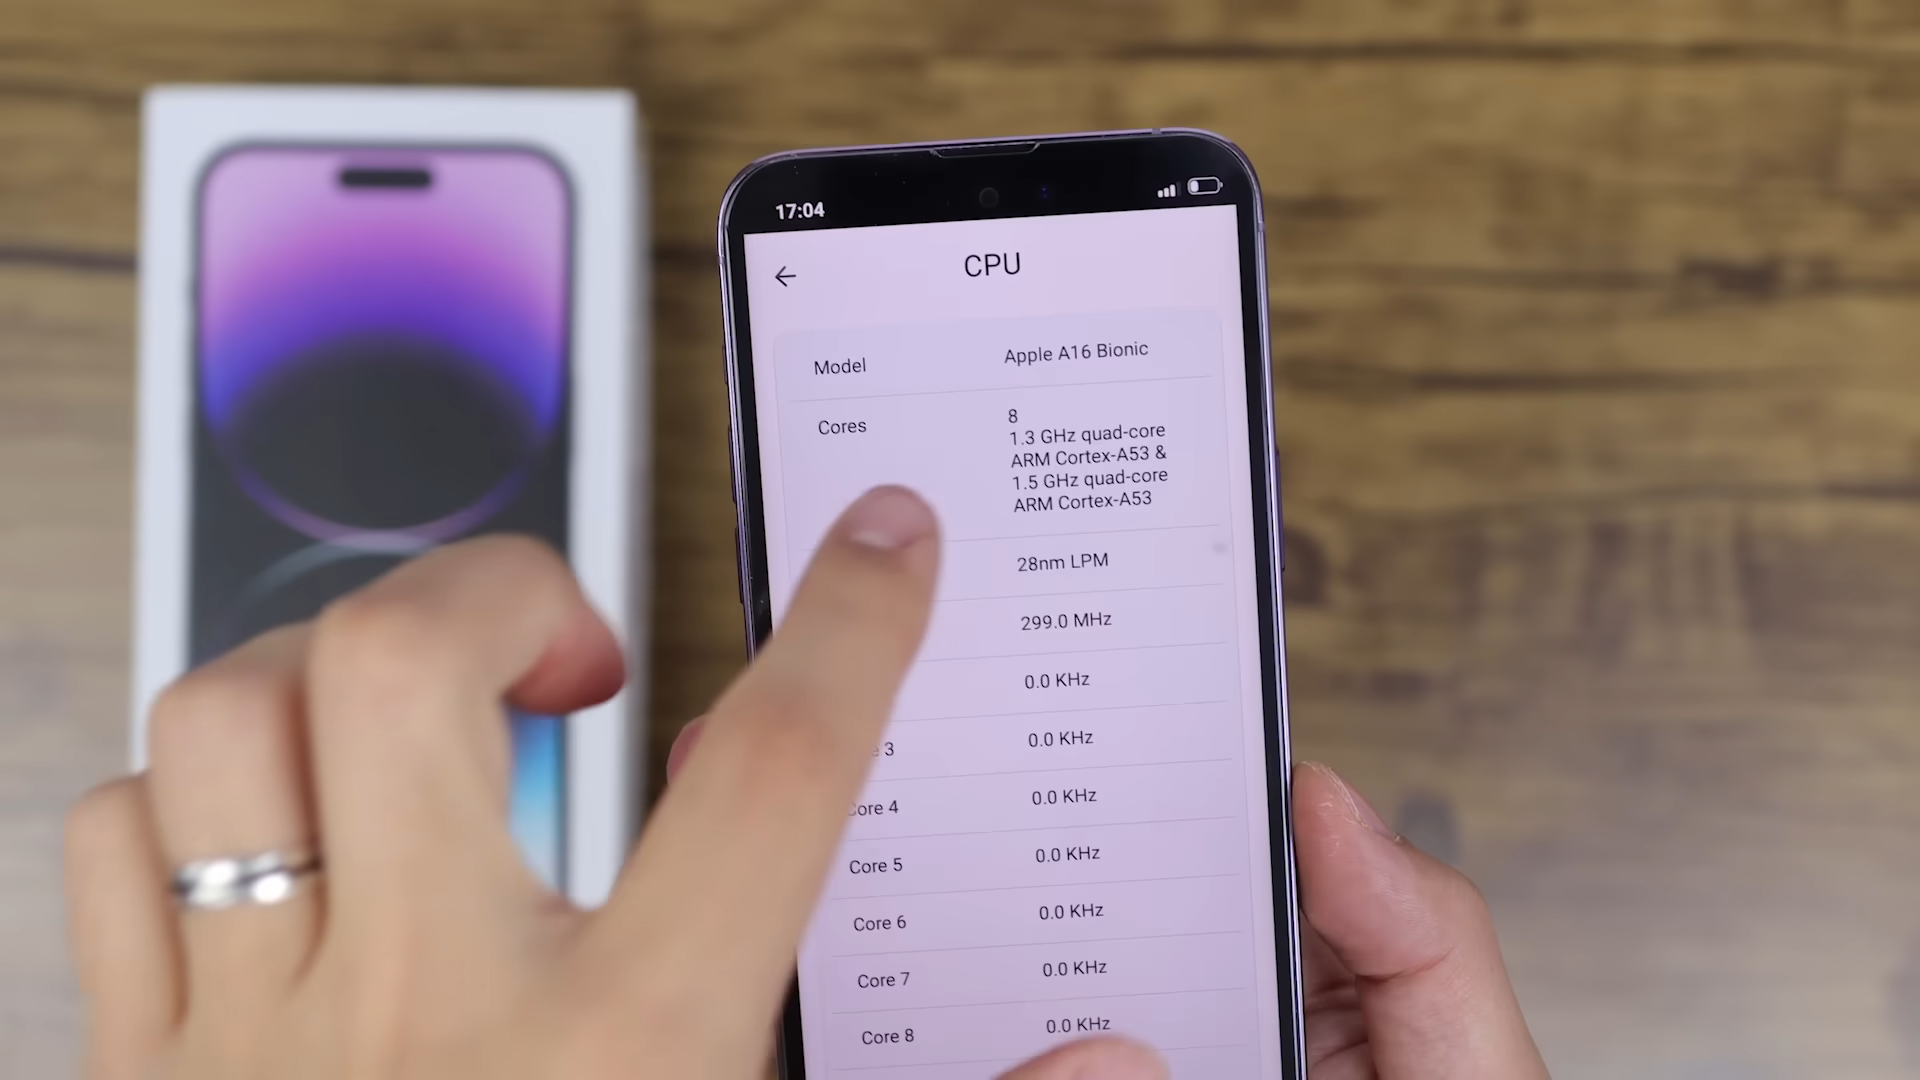 17:04
CPU
Model Apple A16 Bionic
Cores 8
1.3 GHz quad-core
ARM Cortex-A53 &
1.5 GHz quad-core
ARM Cortex-A53
28nm LPM
299.0 MHz
0.0 KHz
3 0.0 KHz
Core 4 0.0 KHz
Core 5 0.0 KHz
Core 6 0.0 KHz
Core 7 0.0 KHz
Core 8 0.0 KHz